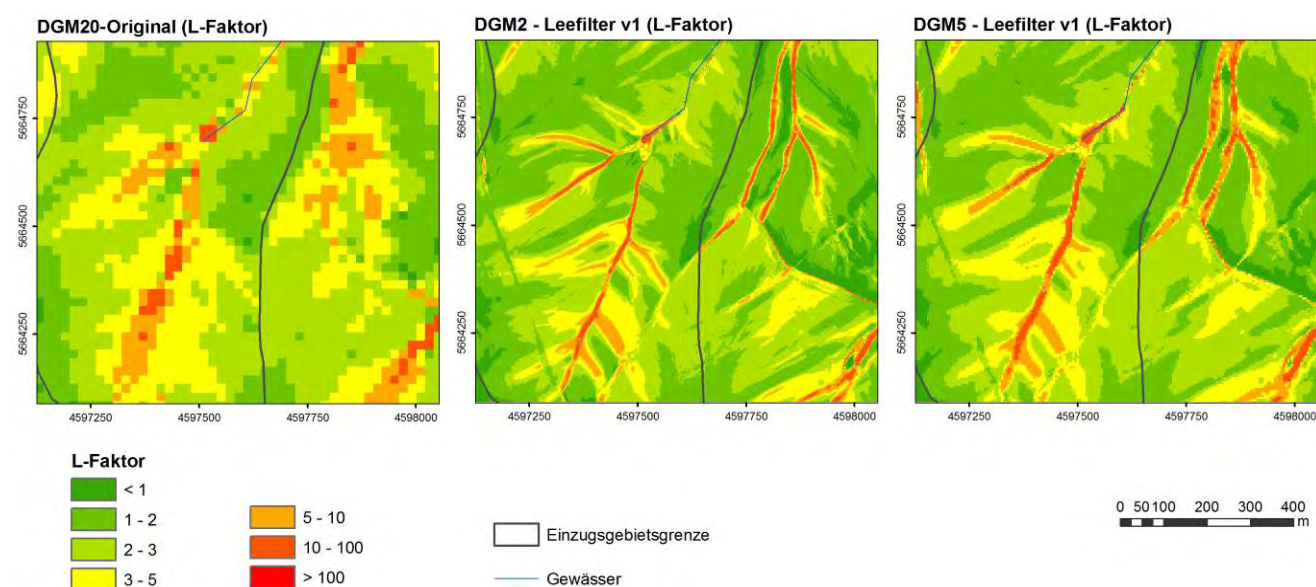 DGM20-Original (L-Faktor)
DGM2 - Leefilter v1 (L-Faktor)
DGM5 - Leefilter v1 (L-Faktor)
5664750
5664500
5664250
4597250 4597500 4597750 4598000
5664750
5664500
5664250
4597250 4597500 4597750 4598000
5664750
5664500
5664250
4597250 4597500 4597750 4598000
L-Faktor
< 1
1 - 2
2 - 3
3 - 5
5 - 10
10 - 100
> 100
Einzugsgebietsgrenze
Gewässer
0 50 100 200 300 400
m